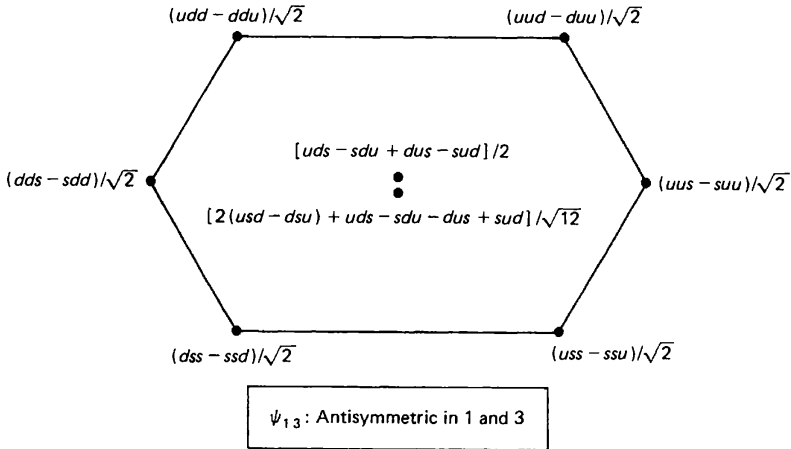 (udd − ddu)/√2
(uud − duu)/√2
[uds − sdu + dus − sud]/2
(dds − sdd)/√2
(uus − suu)/√2
[2(usd − dsu) + uds − sdu − dus + sud]/√12
(dss − ssd)/√2
(uss − ssu)/√2
ψ₁₃: Antisymmetric in 1 and 3